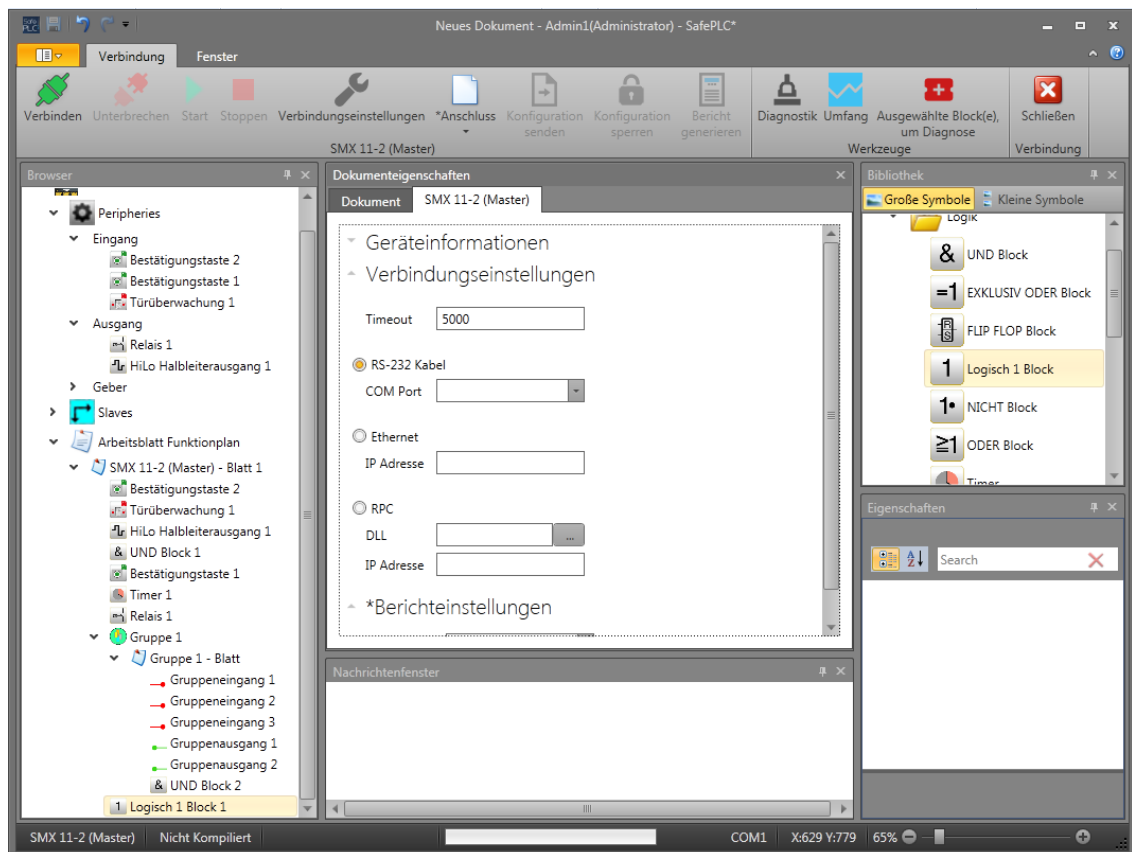 Safe
PLC
Neues Dokument - Admin1(Administrator) - SafePLC*
Verbindung
Fenster
Verbinden
Unterbrechen
Start
Stoppen
Verbindungseinstellungen
*Anschluss
Konfiguration
senden
Konfiguration
sperren
Bericht
generieren
SMX 11-2 (Master)
Diagnostik
Umfang
Ausgewählte Block(e),
um Diagnose
Werkzeuge
Schließen
Verbindung
Browser
Peripheries
Eingang
Bestätigungstaste 2
Bestätigungstaste 1
Türüberwachung 1
Ausgang
Relais 1
HiLo Halbleiterausgang 1
Geber
Slaves
Arbeitsblatt Funktionplan
SMX 11-2 (Master) - Blatt 1
Bestätigungstaste 2
Türüberwachung 1
HiLo Halbleiterausgang 1
& UND Block 1
Bestätigungstaste 1
Timer 1
Relais 1
Gruppe 1
Gruppe 1 - Blatt
Gruppeneingang 1
Gruppeneingang 2
Gruppeneingang 3
Gruppenausgang 1
Gruppenausgang 2
& UND Block 2
1 Logisch 1 Block 1
Dokumenteigenschaften
Dokument
SMX 11-2 (Master)
Geräteinformationen
Verbindungseinstellungen
Timeout 5000
RS-232 Kabel
COM Port
Ethernet
IP Adresse
RPC
DLL ...
IP Adresse
*Berichteinstellungen
Nachrichtenfenster
Bibliothek
Große Symbole
Kleine Symbole
Logik
& UND Block
=1 EXKLUSIV ODER Block
R S FLIP FLOP Block
1 Logisch 1 Block
1• NICHT Block
≧1 ODER Block
Timer
Eigenschaften
A Z Search
SMX 11-2 (Master)
Nicht Kompiliert
COM1
X:629 Y:779
65%